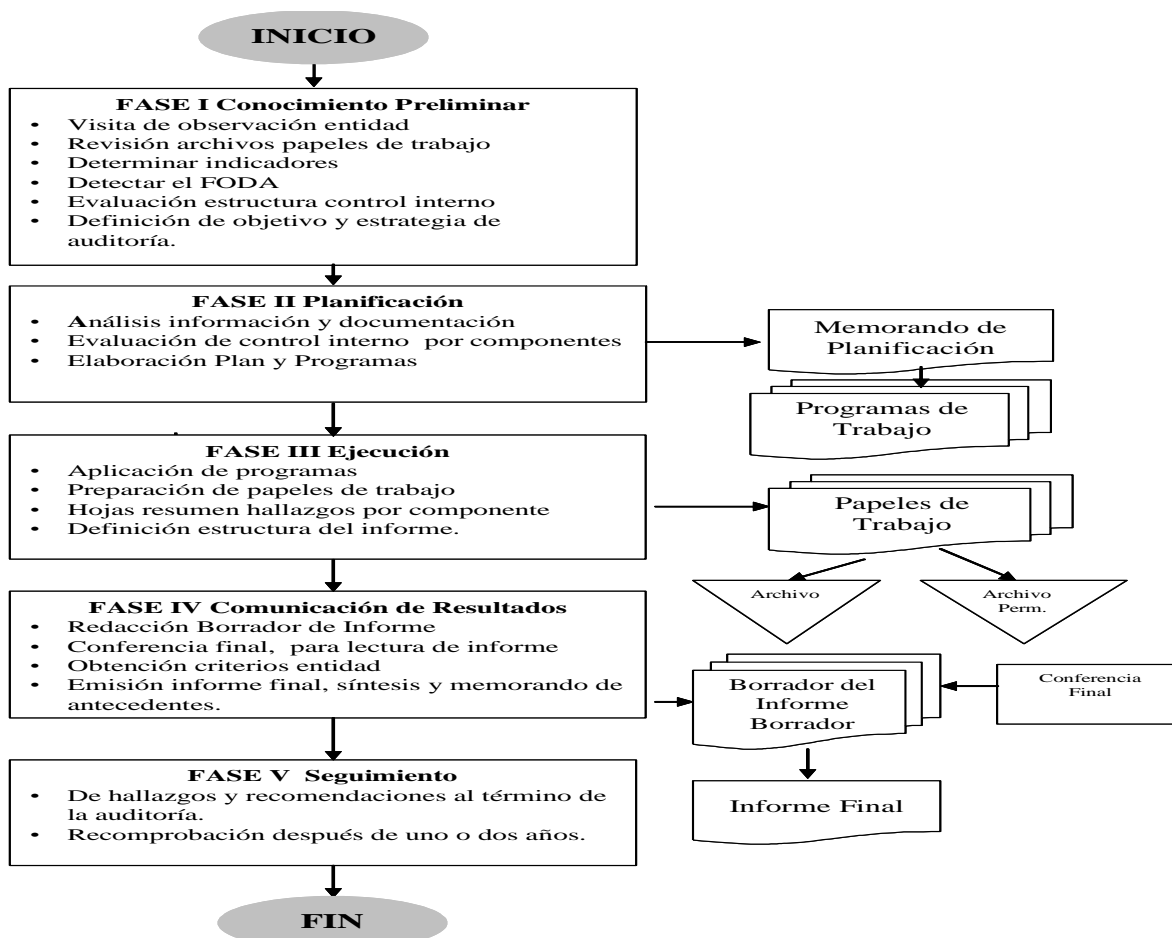 INICIO
FASE I Conocimiento Preliminar
• Visita de observación entidad
• Revisión archivos papeles de trabajo
• Determinar indicadores
• Detectar el FODA
• Evaluación estructura control interno
• Definición de objetivo y estrategia de
auditoría.
FASE II Planificación
• Análisis información y documentación
• Evaluación de control interno por componentes
• Elaboración Plan y Programas
Memorando de
Planificación
Programas de
Trabajo
FASE III Ejecución
• Aplicación de programas
• Preparación de papeles de trabajo
• Hojas resumen hallazgos por componente
• Definición estructura del informe.
Papeles de
Trabajo
Archivo
Archivo
Perm.
FASE IV Comunicación de Resultados
• Redacción Borrador de Informe
• Conferencia final, para lectura de informe
• Obtención criterios entidad
• Emisión informe final, síntesis y memorando de
antecedentes.
Borrador del
Informe
Borrador
Conferencia
Final
FASE V Seguimiento
• De hallazgos y recomendaciones al término de
la auditoría.
• Recomprobación después de uno o dos años.
Informe Final
FIN